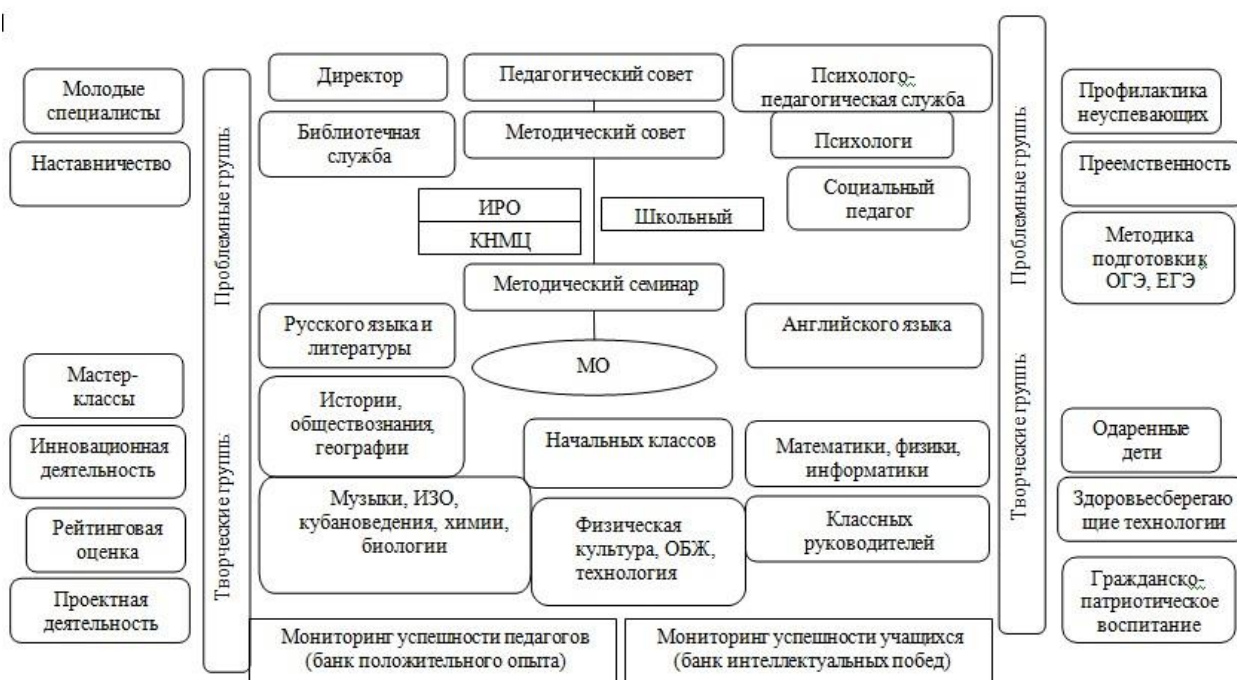 Молодые
специалисты
Наставничество
Мастер-
классы
Инновационная
деятельность
Рейтинговая
оценка
Проектная
деятельность
Проблемные группы
Творческие группы
Директор
Библиотечная
служба
Педагогический совет
Методический совет
ИРО
КНМЦ
Школьный
Методический семинар
МО
Психолого-
педагогическая служба
Психологи
Социальный
педагог
Русского языка и
литературы
Истории,
обществознания,
географии
Музыки, ИЗО,
кубановедения, химии,
биологии
Начальных классов
Физическая
культура, ОБЖ,
технология
Английского языка
Математики, физики,
информатики
Классных
руководителей
Мониторинг успешности педагогов
(банк положительного опыта)
Мониторинг успешности учащихся
(банк интеллектуальных побед)
Проблемные группы
Творческие группы
Профилактика
неуспевающих
Преемственность
Методика
подготовки к
ОГЭ, ЕГЭ
Одаренные
дети
Здоровьесберегаю
щие технологии
Гражданско-
патриотическое
воспитание